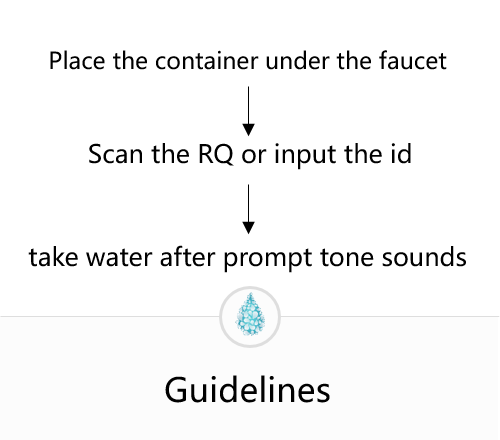 Place the container under the faucet
Scan the RQ or input the id
take water after prompt tone sounds
Guidelines